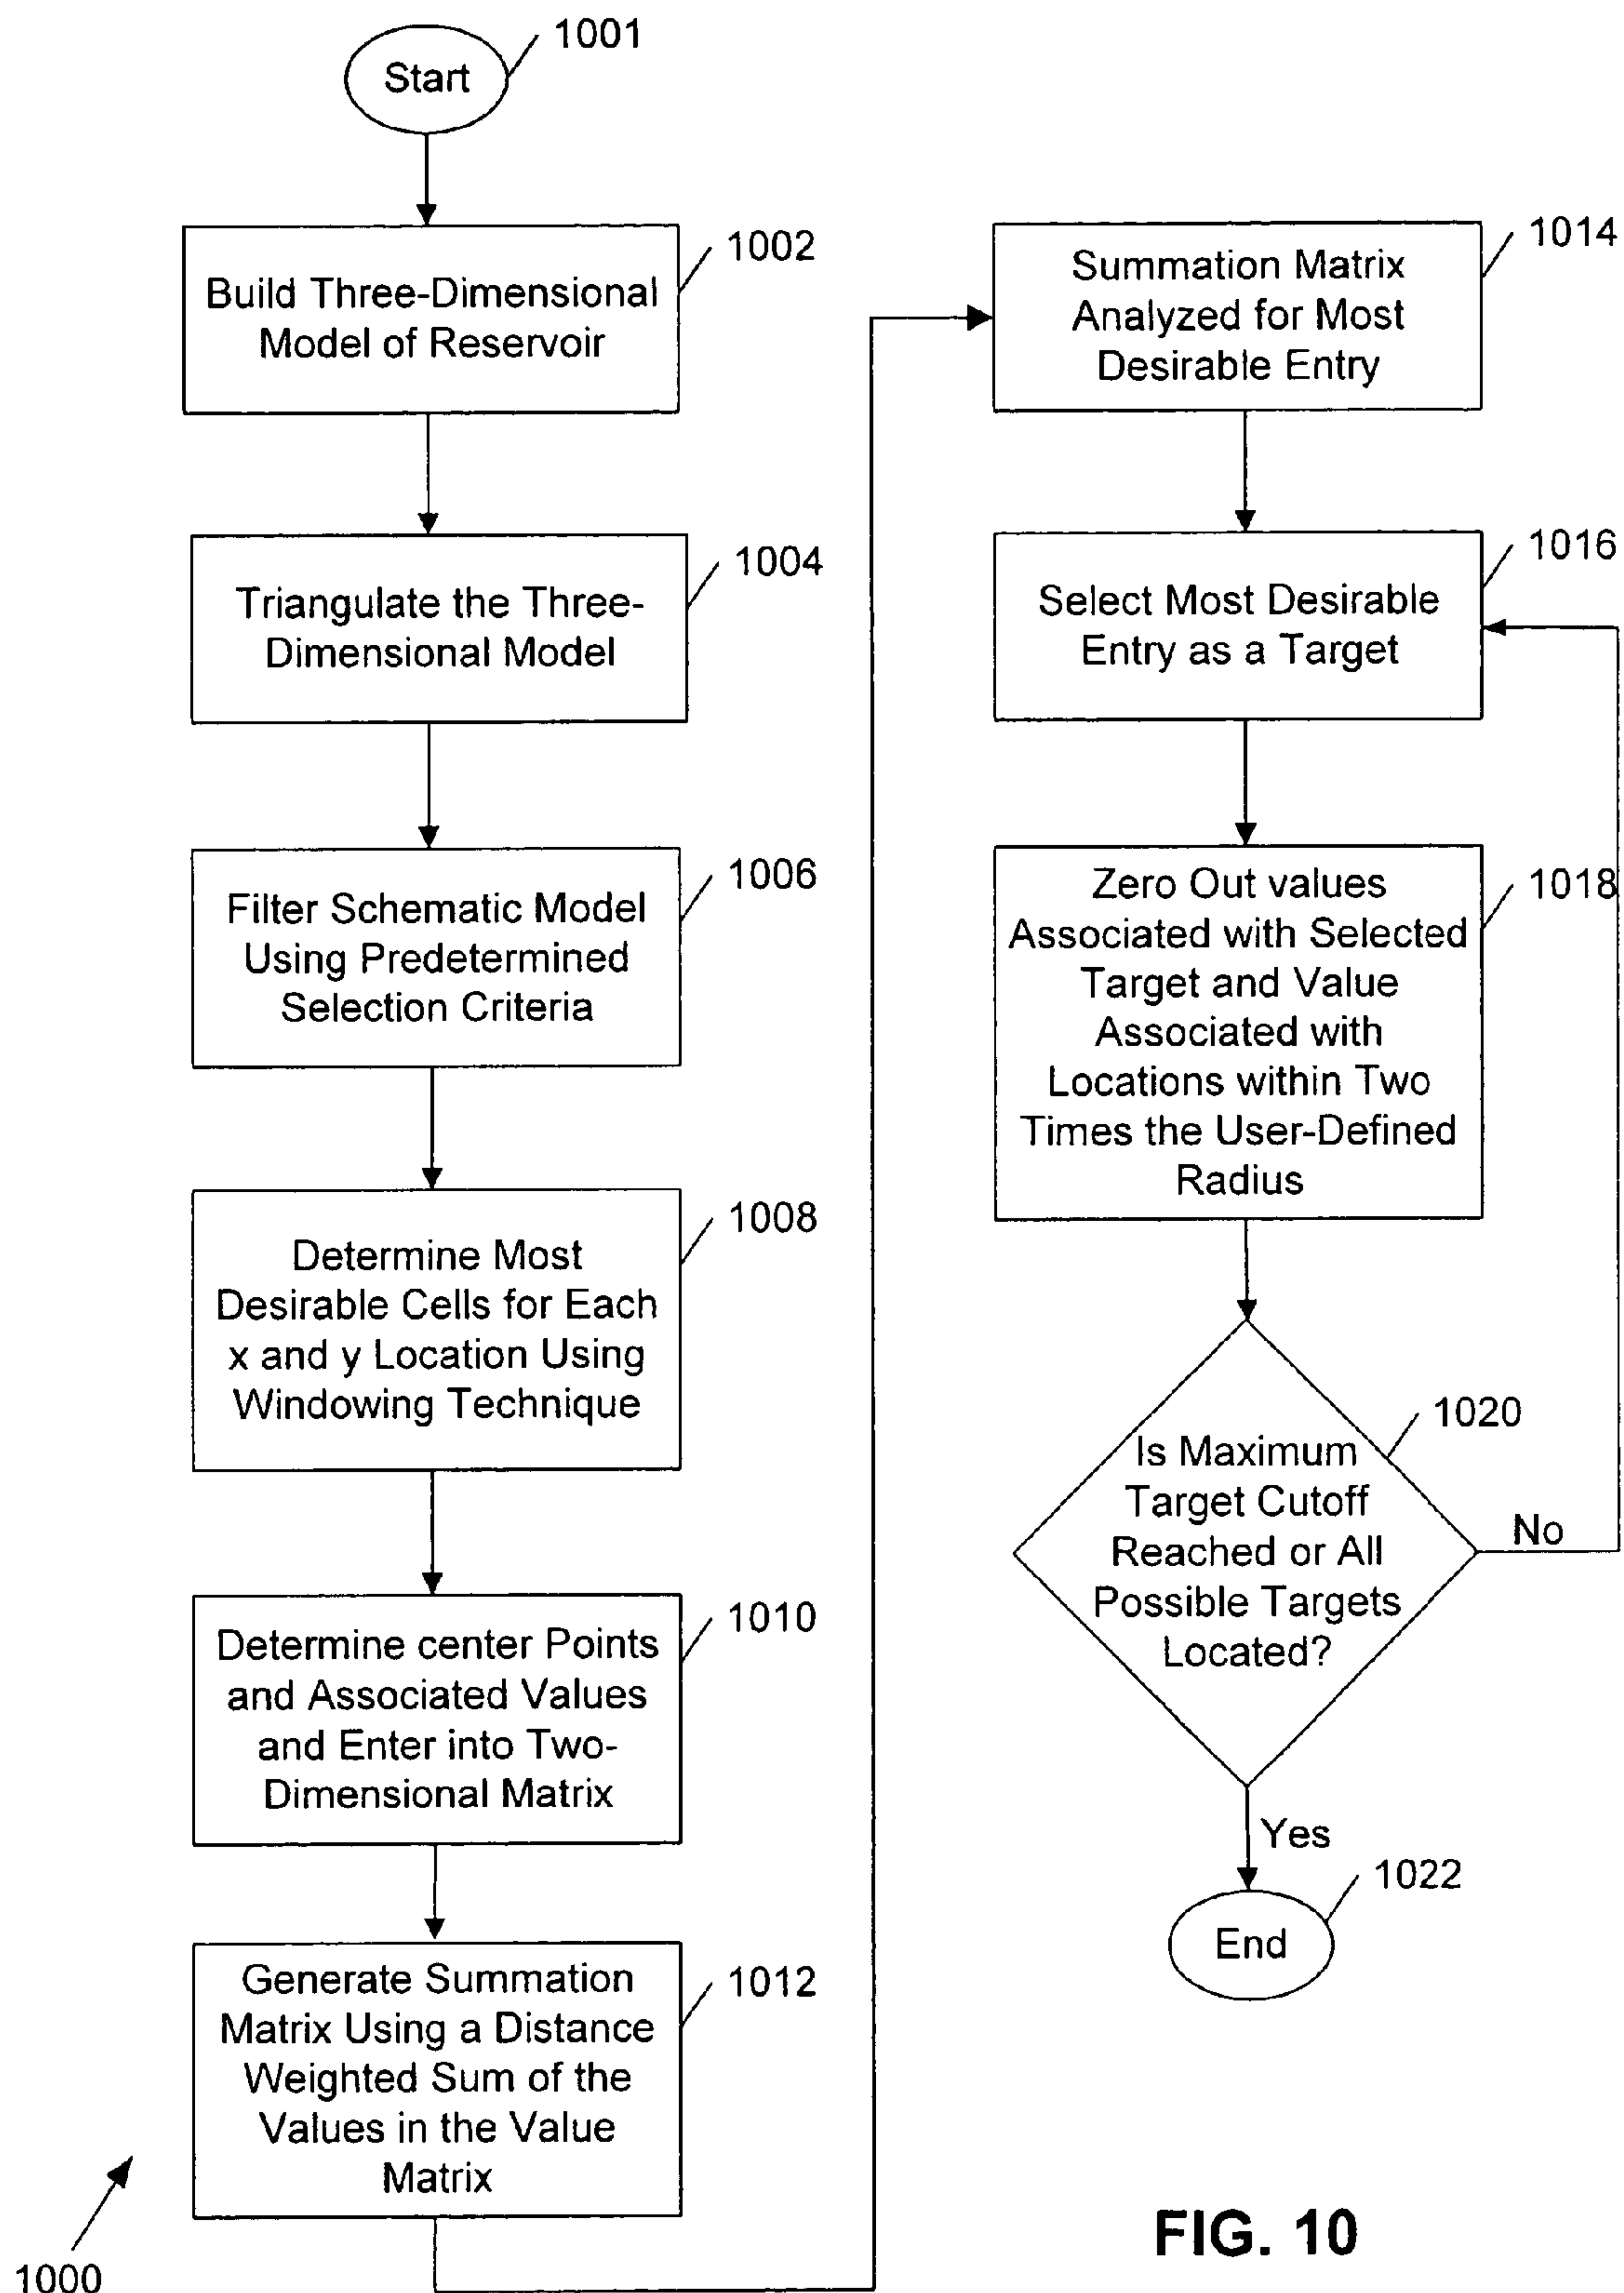 Start
1001
Build Three-Dimensional
Model of Reservoir
1002
Triangulate the Three-
Dimensional Model
1004
Filter Schematic Model
Using Predetermined
Selection Criteria
1006
Determine Most
Desirable Cells for Each
x and y Location Using
Windowing Technique
1008
Determine center Points
and Associated Values
and Enter into Two-
Dimensional Matrix
1010
Generate Summation
Matrix Using a Distance
Weighted Sum of the
Values in the Value
Matrix
1012
1000
Summation Matrix
Analyzed for Most
Desirable Entry
1014
Select Most Desirable
Entry as a Target
1016
Zero Out values
Associated with Selected
Target and Value
Associated with
Locations within Two
Times the User-Defined
Radius
1018
Is Maximum
Target Cutoff
Reached or All
Possible Targets
Located?
1020
No
Yes
End
1022
FIG. 10